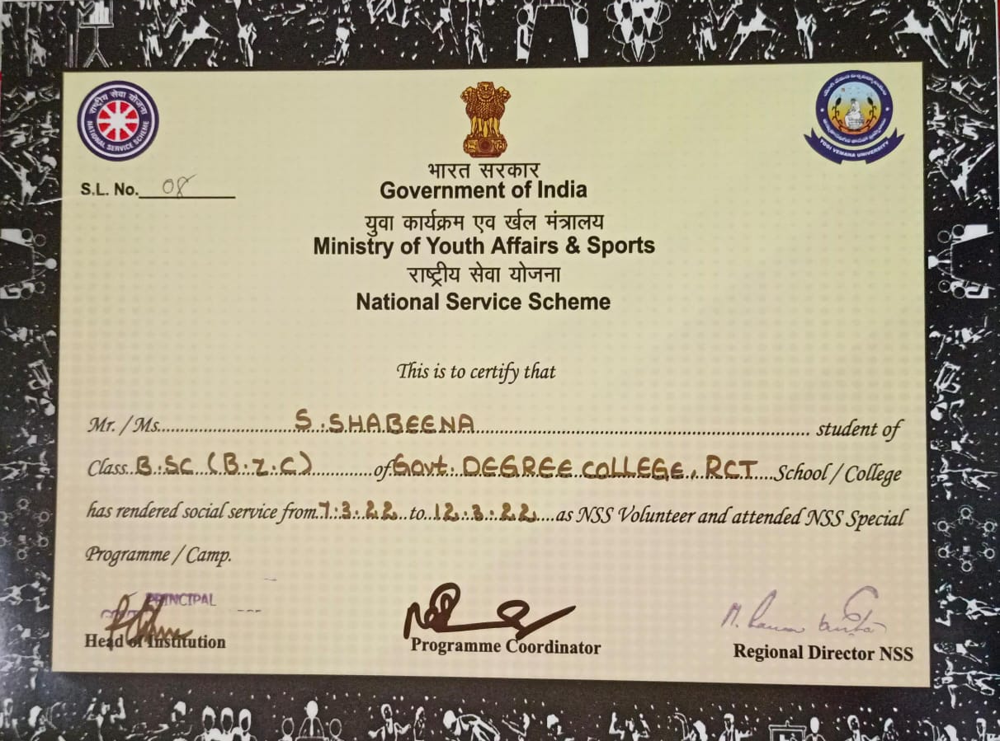 राष्ट्रीय सेवा योजना
NATIONAL SERVICE SCHEME
YOGI VEMANA UNIVERSITY
S.L. No. 08
भारत सरकार
Government of India
युवा कार्यक्रम एव र्खल मंत्रालय
Ministry of Youth Affairs & Sports
राष्ट्रीय सेवा योजना
National Service Scheme
This is to certify that
Mr. / Ms. S. SHABEENA student of
Class B.SC (B.Z.C) of Govt. DEGREE COLLEGE, RCT School / College
has rendered social service from 7.3.22 to 12.3.22 as NSS Volunteer and attended NSS Special
Programme / Camp.
PRINCIPAL
Head of Institution
Programme Coordinator
Regional Director NSS